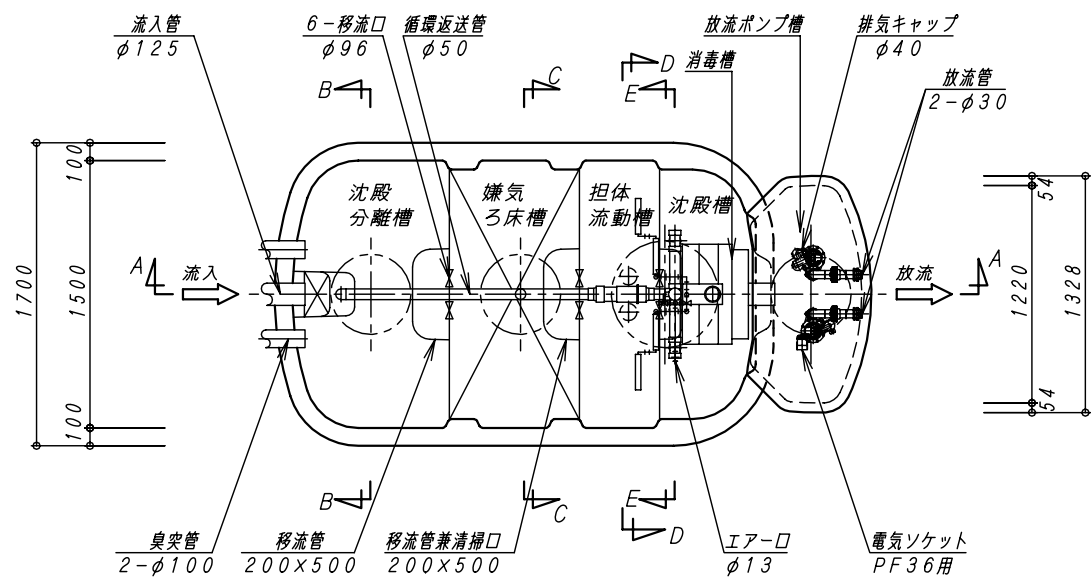 流入管
φ125
6-移流口
φ96
循環返送管
φ50
放流ポンプ槽
消毒槽
排気キャップ
φ40
放流管
2-φ30
B
C
D
E
100
1700
1500
100
沈殿
分離槽
嫌気
ろ床槽
担体
流動槽
沈殿槽
A
流入
放流
A
54
1220
1328
54
B
C
E
D
臭突管
2-φ100
移流管
200×500
移流管兼清掃口
200×500
エアー口
φ13
電気ソケット
PF36用